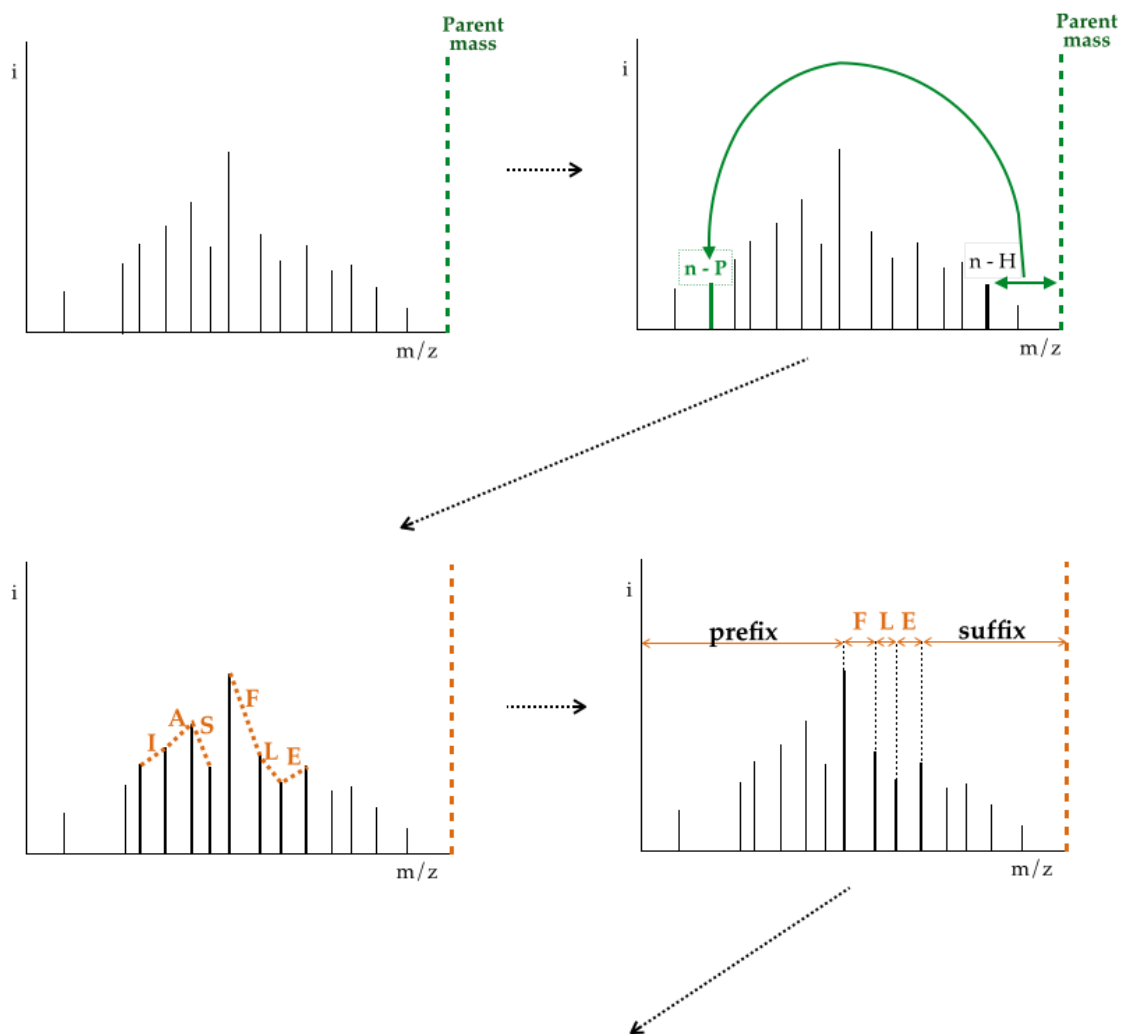 Parent
mass
i
m/z
Parent
mass
i
n - P
n - H
m/z
i
I A S F L E
m/z
i
prefix F L E suffix
m/z